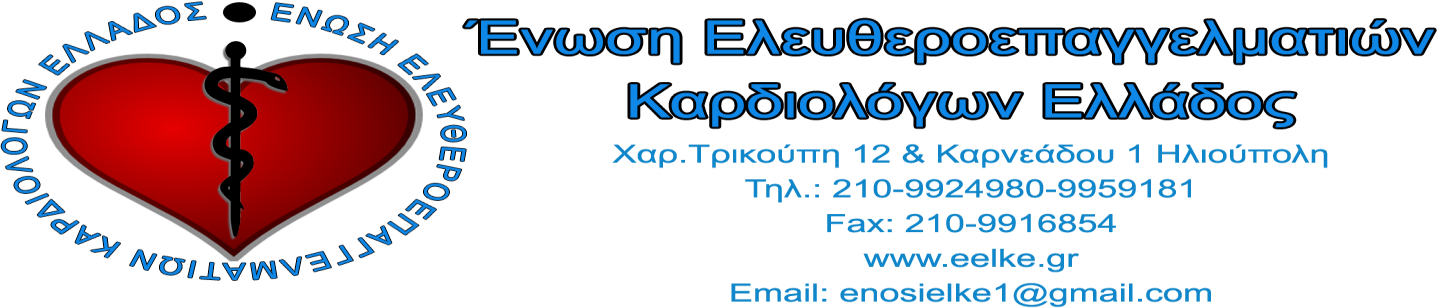 ΕΝΩΣΗ ΕΛΕΥΘΕΡΟΕΠΑΓΓΕΛΜΑΤΙΩΝ ΚΑΡΔΙΟΛΟΓΩΝ ΕΛΛΑΔΟΣ
Ένωση Ελευθεροεπαγγελματιών
Καρδιολόγων Ελλάδος
Χαρ.Τρικούπη 12 & Καρνεάδου 1 Ηλιούπολη
Τηλ.: 210-9924980-9959181
Fax: 210-9916854
www.eelke.gr
Email: enosielke1@gmail.com